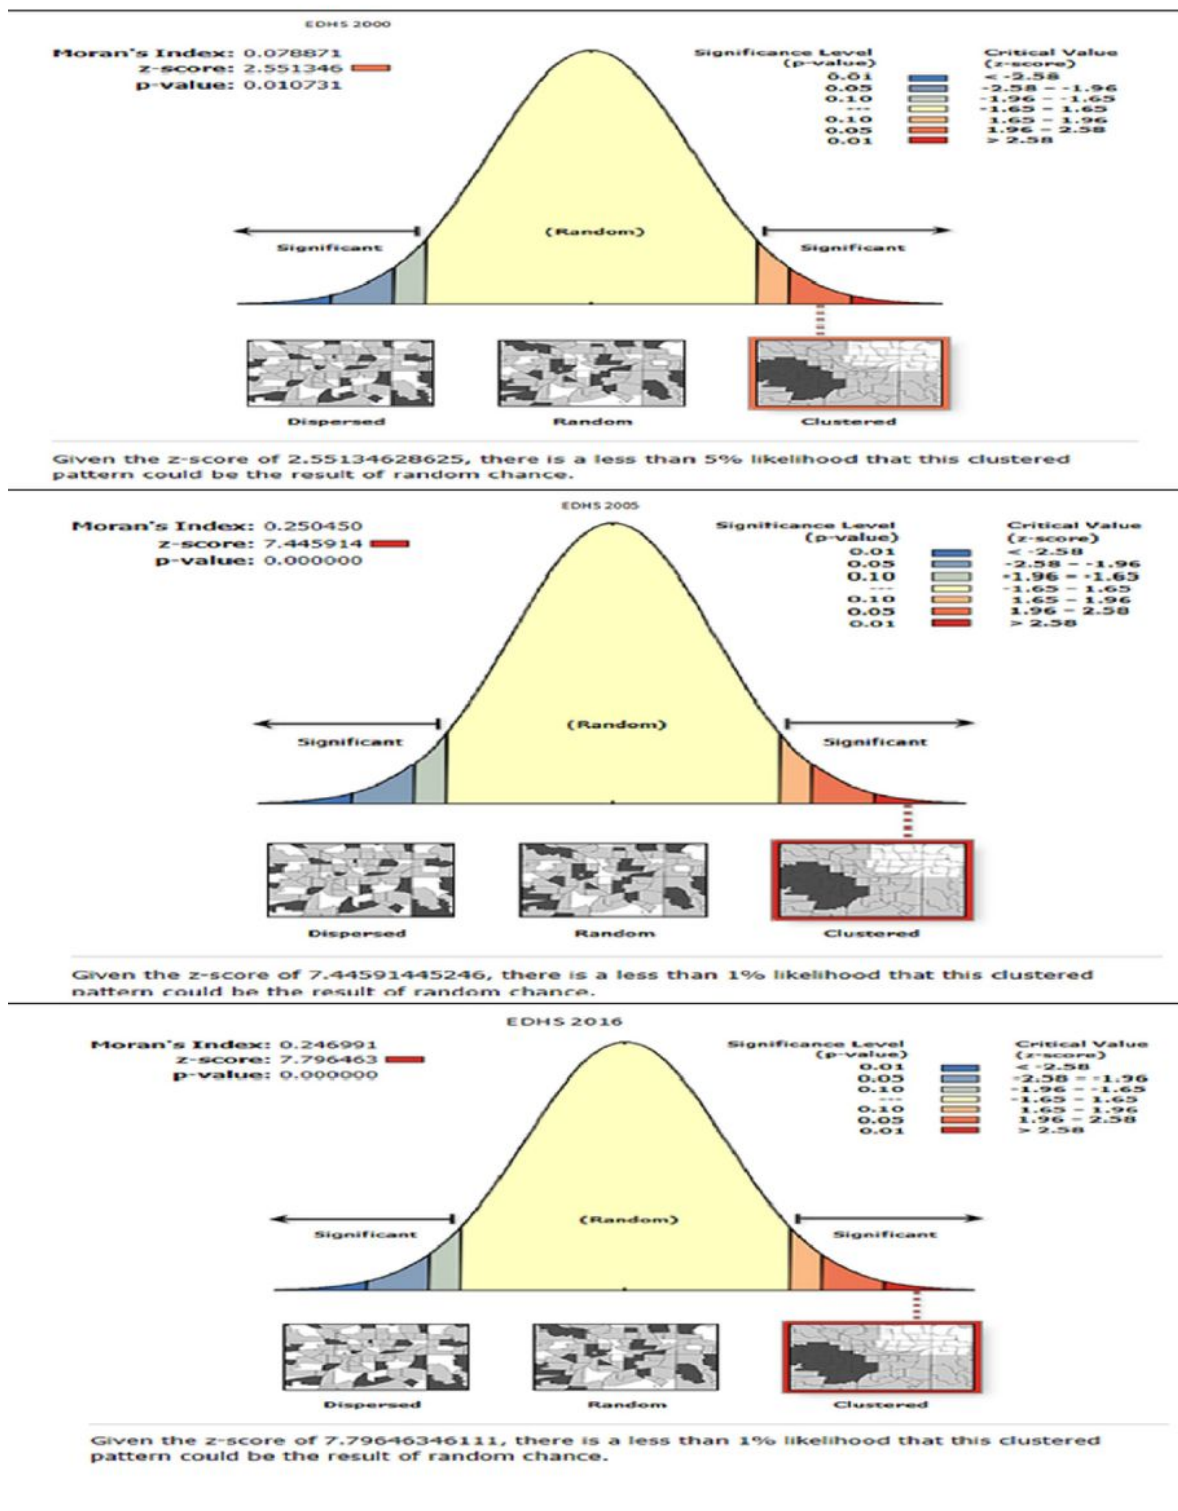 EDHS 2000
Moran's Index: 0.078871
z-score: 2.551346
p-value: 0.010731
Significance Level
(p-value)
Critical Value
(z-score)
0.01 < -2.58
0.05 -2.58 – -1.96
0.10 -1.96 – -1.65
--- -1.65 – 1.65
0.10 1.65 – 1.96
0.05 1.96 – 2.58
0.01 > 2.58
(Random)
Significant
Significant
Dispersed
Random
Clustered
Given the z-score of 2.55134628625, there is a less than 5% likelihood that this clustered
pattern could be the result of random chance.
EDHS 2005
Moran's Index: 0.250450
z-score: 7.445914
p-value: 0.000000
Significance Level
(p-value)
Critical Value
(z-score)
0.01 < -2.58
0.05 -2.58 – -1.96
0.10 -1.96 – -1.65
--- -1.65 – 1.65
0.10 1.65 – 1.96
0.05 1.96 – 2.58
0.01 > 2.58
(Random)
Significant
Significant
Dispersed
Random
Clustered
Given the z-score of 7.44591445246, there is a less than 1% likelihood that this clustered
pattern could be the result of random chance.
EDHS 2016
Moran's Index: 0.246991
z-score: 7.796463
p-value: 0.000000
Significance Level
(p-value)
Critical Value
(z-score)
0.01 < -2.58
0.05 -2.58 – -1.96
0.10 -1.96 – -1.65
--- -1.65 – 1.65
0.10 1.65 – 1.96
0.05 1.96 – 2.58
0.01 > 2.58
(Random)
Significant
Significant
Dispersed
Random
Clustered
Given the z-score of 7.79646346111, there is a less than 1% likelihood that this clustered
pattern could be the result of random chance.